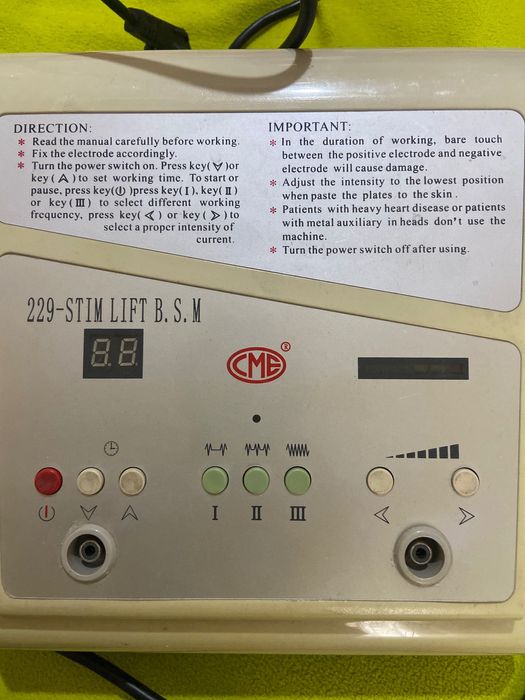 DIRECTION:
* Read the manual carefully before working.
* Fix the electrode accordingly.
* Turn the power switch on. Press key(⋎)or
key (⋏) to set working time. To start or
pause, press key(⏼)press key(Ⅰ), key(Ⅱ)
or key(Ⅲ) to select different working
frequency, press key(≺) or key(≻)to
select a proper intensity of
current.
IMPORTANT:
* In the duration of working, bare touch
between the positive electrode and negative
electrode will cause damage.
* Adjust the intensity to the lowest position
when paste the plates to the skin .
* Patients with heavy heart disease or patients
with metal auxiliary in heads don't use the
machine.
* Turn the power switch off after using.
229-STIM LIFT B.S.M
8.8.
CME®
Ⅰ Ⅱ Ⅲ